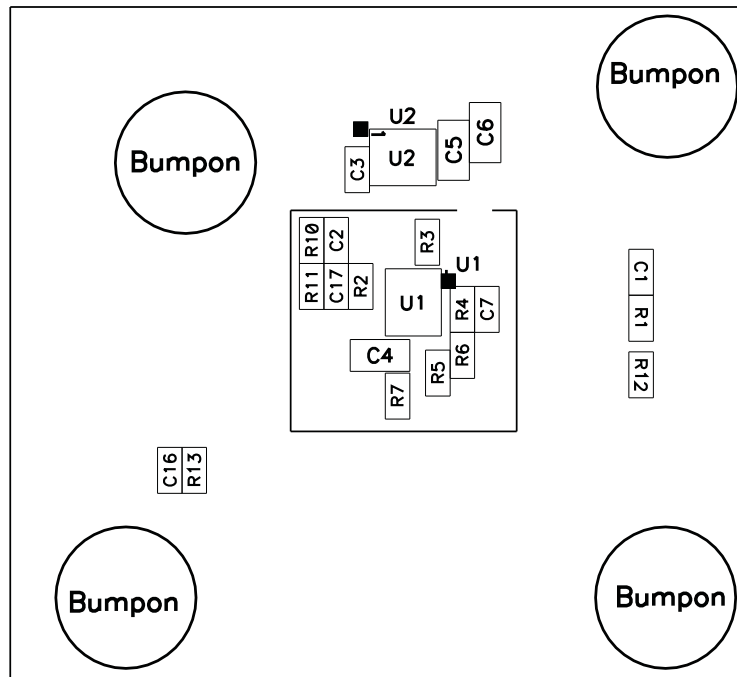 Bumpon
Bumpon
U2
1
U2
C3
C5
C6
R10
C2
R3
R11
C17
R2
U1
U1
R4
C7
C1
R1
R12
C4
R5
R6
R7
C16
R13
Bumpon
Bumpon